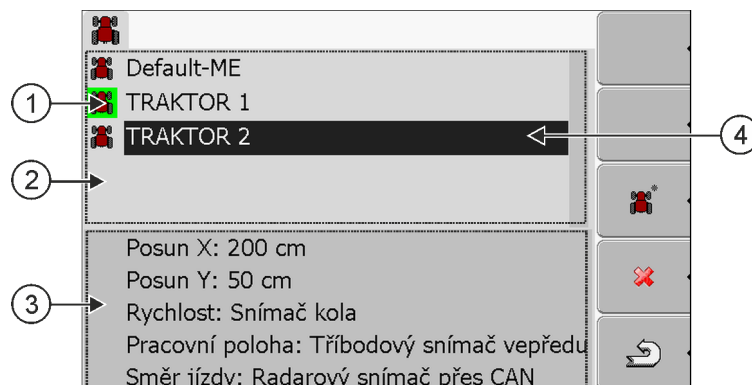 Default-ME
1
TRAKTOR 1
TRAKTOR 2
4
2
Posun X: 200 cm
Posun Y: 50 cm
3
Rychlost: Snímač kola
Pracovní poloha: Tříbodový snímač vepředu
Směr jízdy: Radarový snímač přes CAN